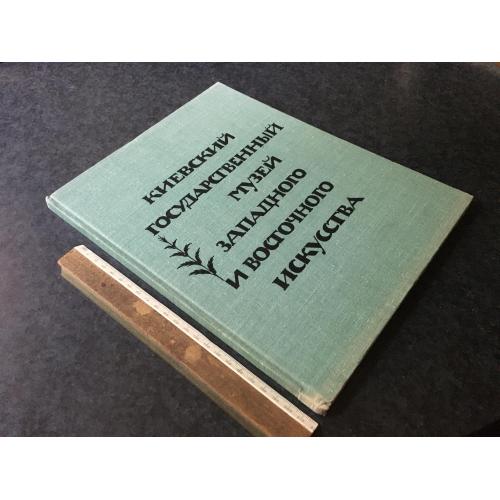 КИЕВСКИЙ
ГОСУДАРСТВЕННЫЙ
МУЗЕЙ
ЗАПАДНОГО
И ВОСТОЧНОГО
ИСКУССТВА